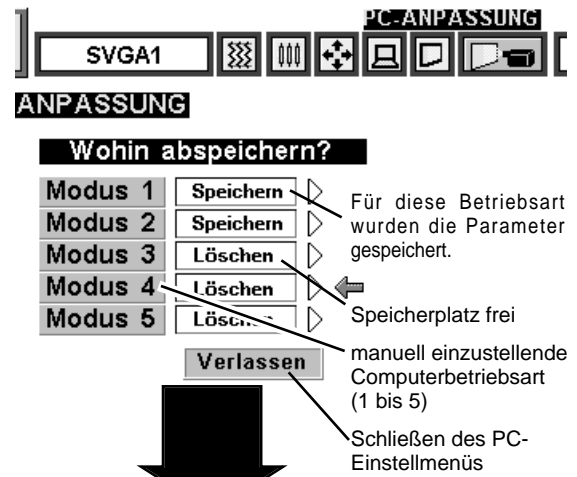 PC-ANPASSUNG
SVGA1
ANPASSUNG
Wohin abspeichern?
Modus 1 Speichern
Modus 2 Speichern
Modus 3 Löschen
Modus 4 Löschen
Modus 5 Löschen
Verlassen
Für diese Betriebsart
wurden die Parameter
gespeichert.
Speicherplatz frei
manuell einzustellende
Computerbetriebsart
(1 bis 5)
Schließen des PC-
Einstellmenüs